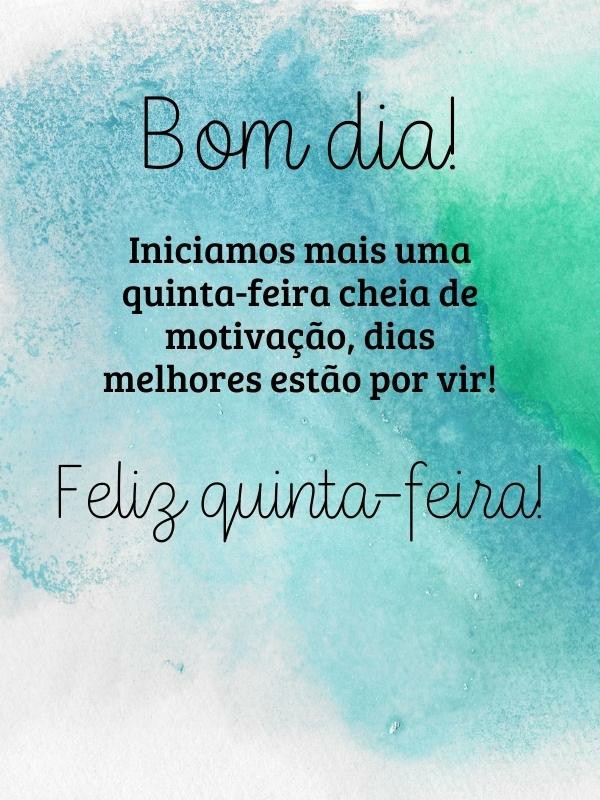 Bom dia!
Iniciamos mais uma
quinta-feira cheia de
motivação, dias
melhores estão por vir!
Feliz quinta-feira!